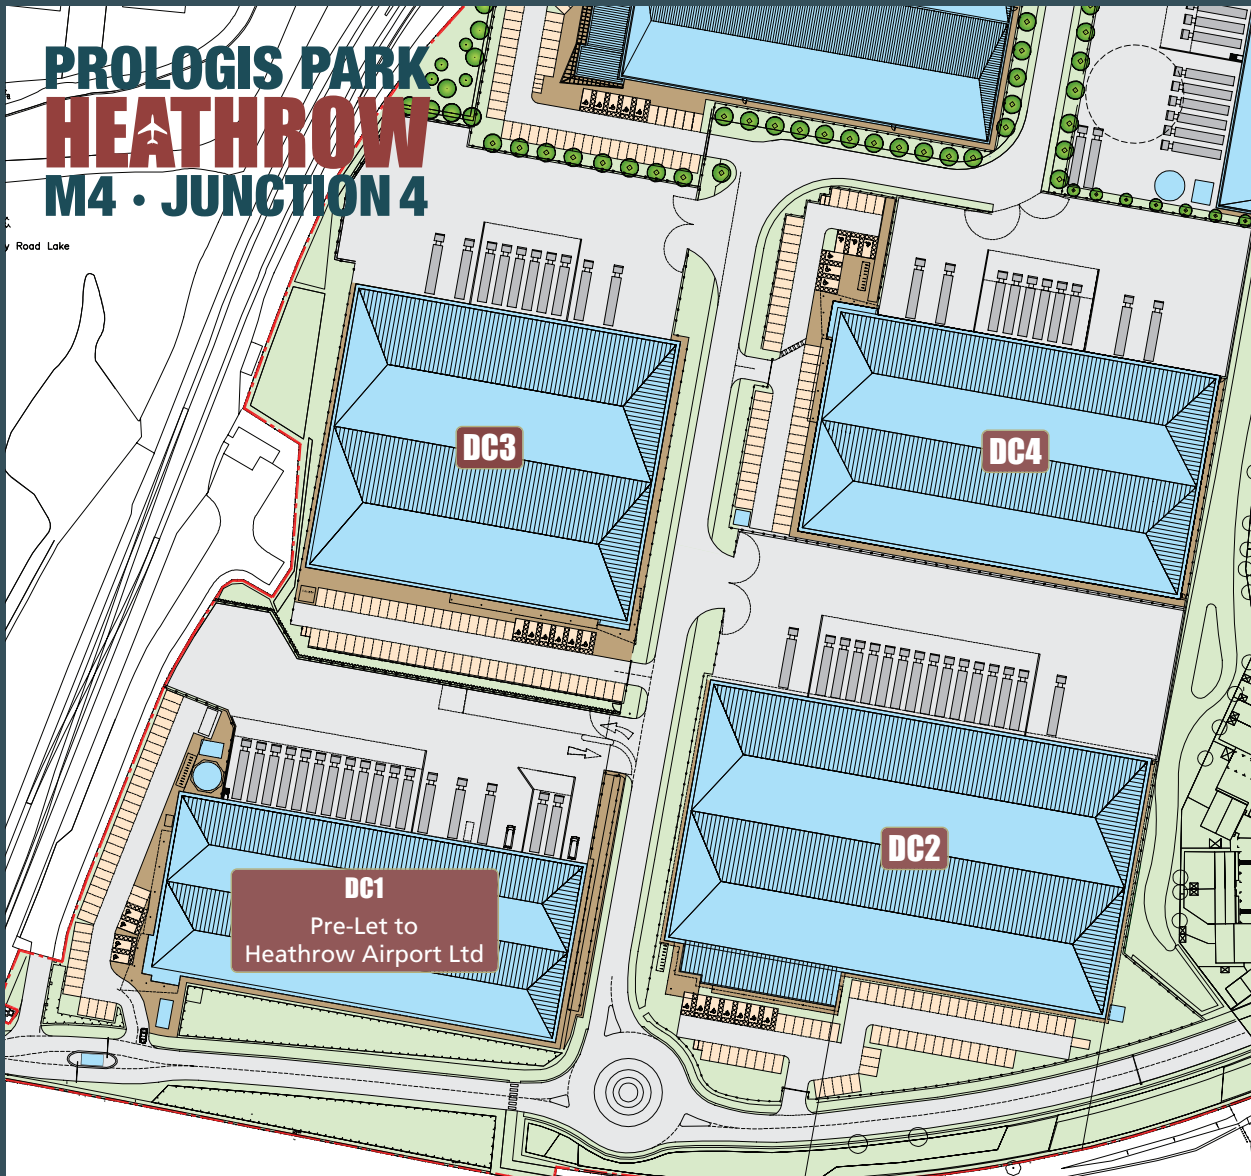 PROLOGIS PARK
HEATHROW
M4 • JUNCTION 4
Road Lake
DC3
DC4
DC2
DC1
Pre-Let to
Heathrow Airport Ltd